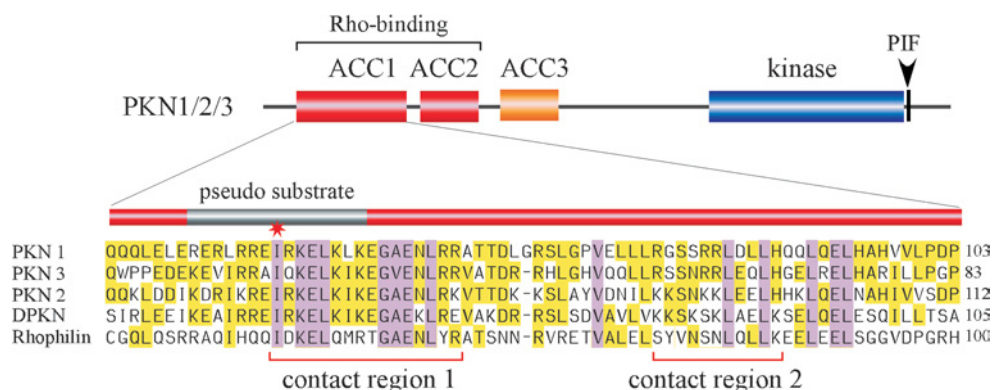 Rho-binding
PIF
ACC1 ACC2 ACC3 kinase
PKN1/2/3
pseudo substrate
PKN 1 QQQLELERERLRREIRKELKLKEGAENLRRATTDLGRSLGPVELLLRGSSRRLDLLHQQLQELHAHVVLPDP 103
PKN 3 QWPPEDEKEVIRRAIQKELKIKEGVENLRRVATDR-RHLGHVQQLLRSSNRRLEQLHGELRELHARILLPGP 83
PKN 2 QQKLDDIKDRIKREIRKELKIKEGAENLRKVTTDK-KSLAYVDNILKKSNKKLEELHHKLQELNAHIVVSDP 112
DPKN SIRLEEIKEAIRREIRKELKIKEGAEKLREVAKDR-RSLSDVAVLVKKSKSKLAELKSELQELESQILLTSA 105
Rhophilin CGQLQSRRAQIHQQIDKELQMRTGAENLYRATSNN-RVRETVALELSYVNSNLQLLKEELEELSGGVDPGRH 100
contact region 1 contact region 2